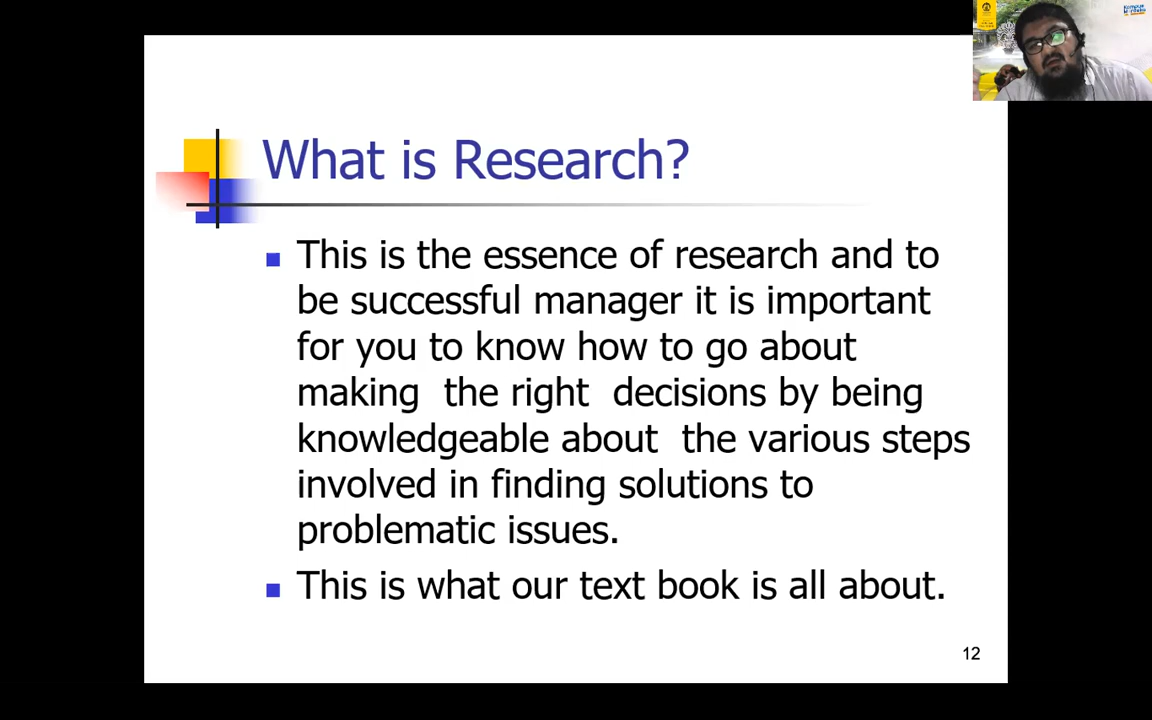 What is Research?
This is the essence of research and to
be successful manager it is important
for you to know how to go about
making the right decisions by being
knowledgeable about the various steps
involved in finding solutions to
problematic issues.
This is what our text book is all about.
12